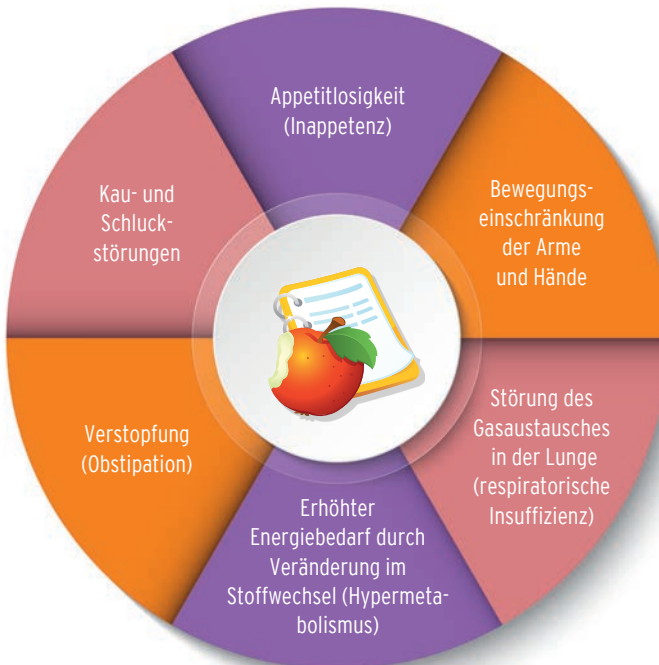 Appetitlosigkeit
(Inappetenz)
Bewegungs-
einschränkung
der Arme
und Hände
Störung des
Gasaustausches
in der Lunge
(respiratorische
Insuffizienz)
Erhöhter
Energiebedarf durch
Veränderung im
Stoffwechsel (Hypermeta-
bolismus)
Verstopfung
(Obstipation)
Kau- und
Schluck-
störungen